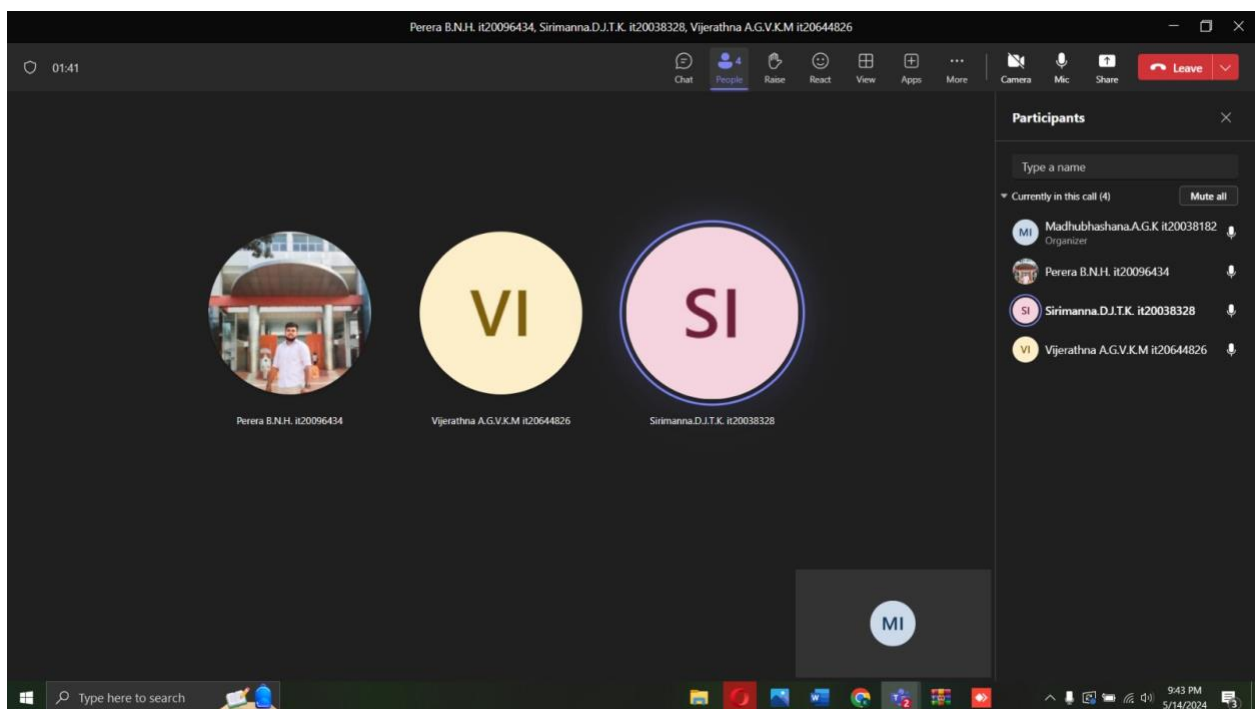 Perera B.N.H. it20096434, Sirimanna.D.J.T.K. it20038328, Vijerathna A.G.V.K.M it20644826
01:41
Chat
4
People
Raise
React
View
Apps
More
Camera
Mic
Share
Leave
Participants
Type a name
Currently in this call (4)
Mute all
MI
Madhubhashana.A.G.K it20038182
Organizer
Perera B.N.H. it20096434
SI
Sirimanna.D.J.T.K. it20038328
VI
Vijerathna A.G.V.K.M it20644826
VI
SI
Perera B.N.H. it20096434
Vijerathna A.G.V.K.M it20644826
Sirimanna.D.J.T.K. it20038328
MI
Type here to search
9:43 PM
5/14/2024